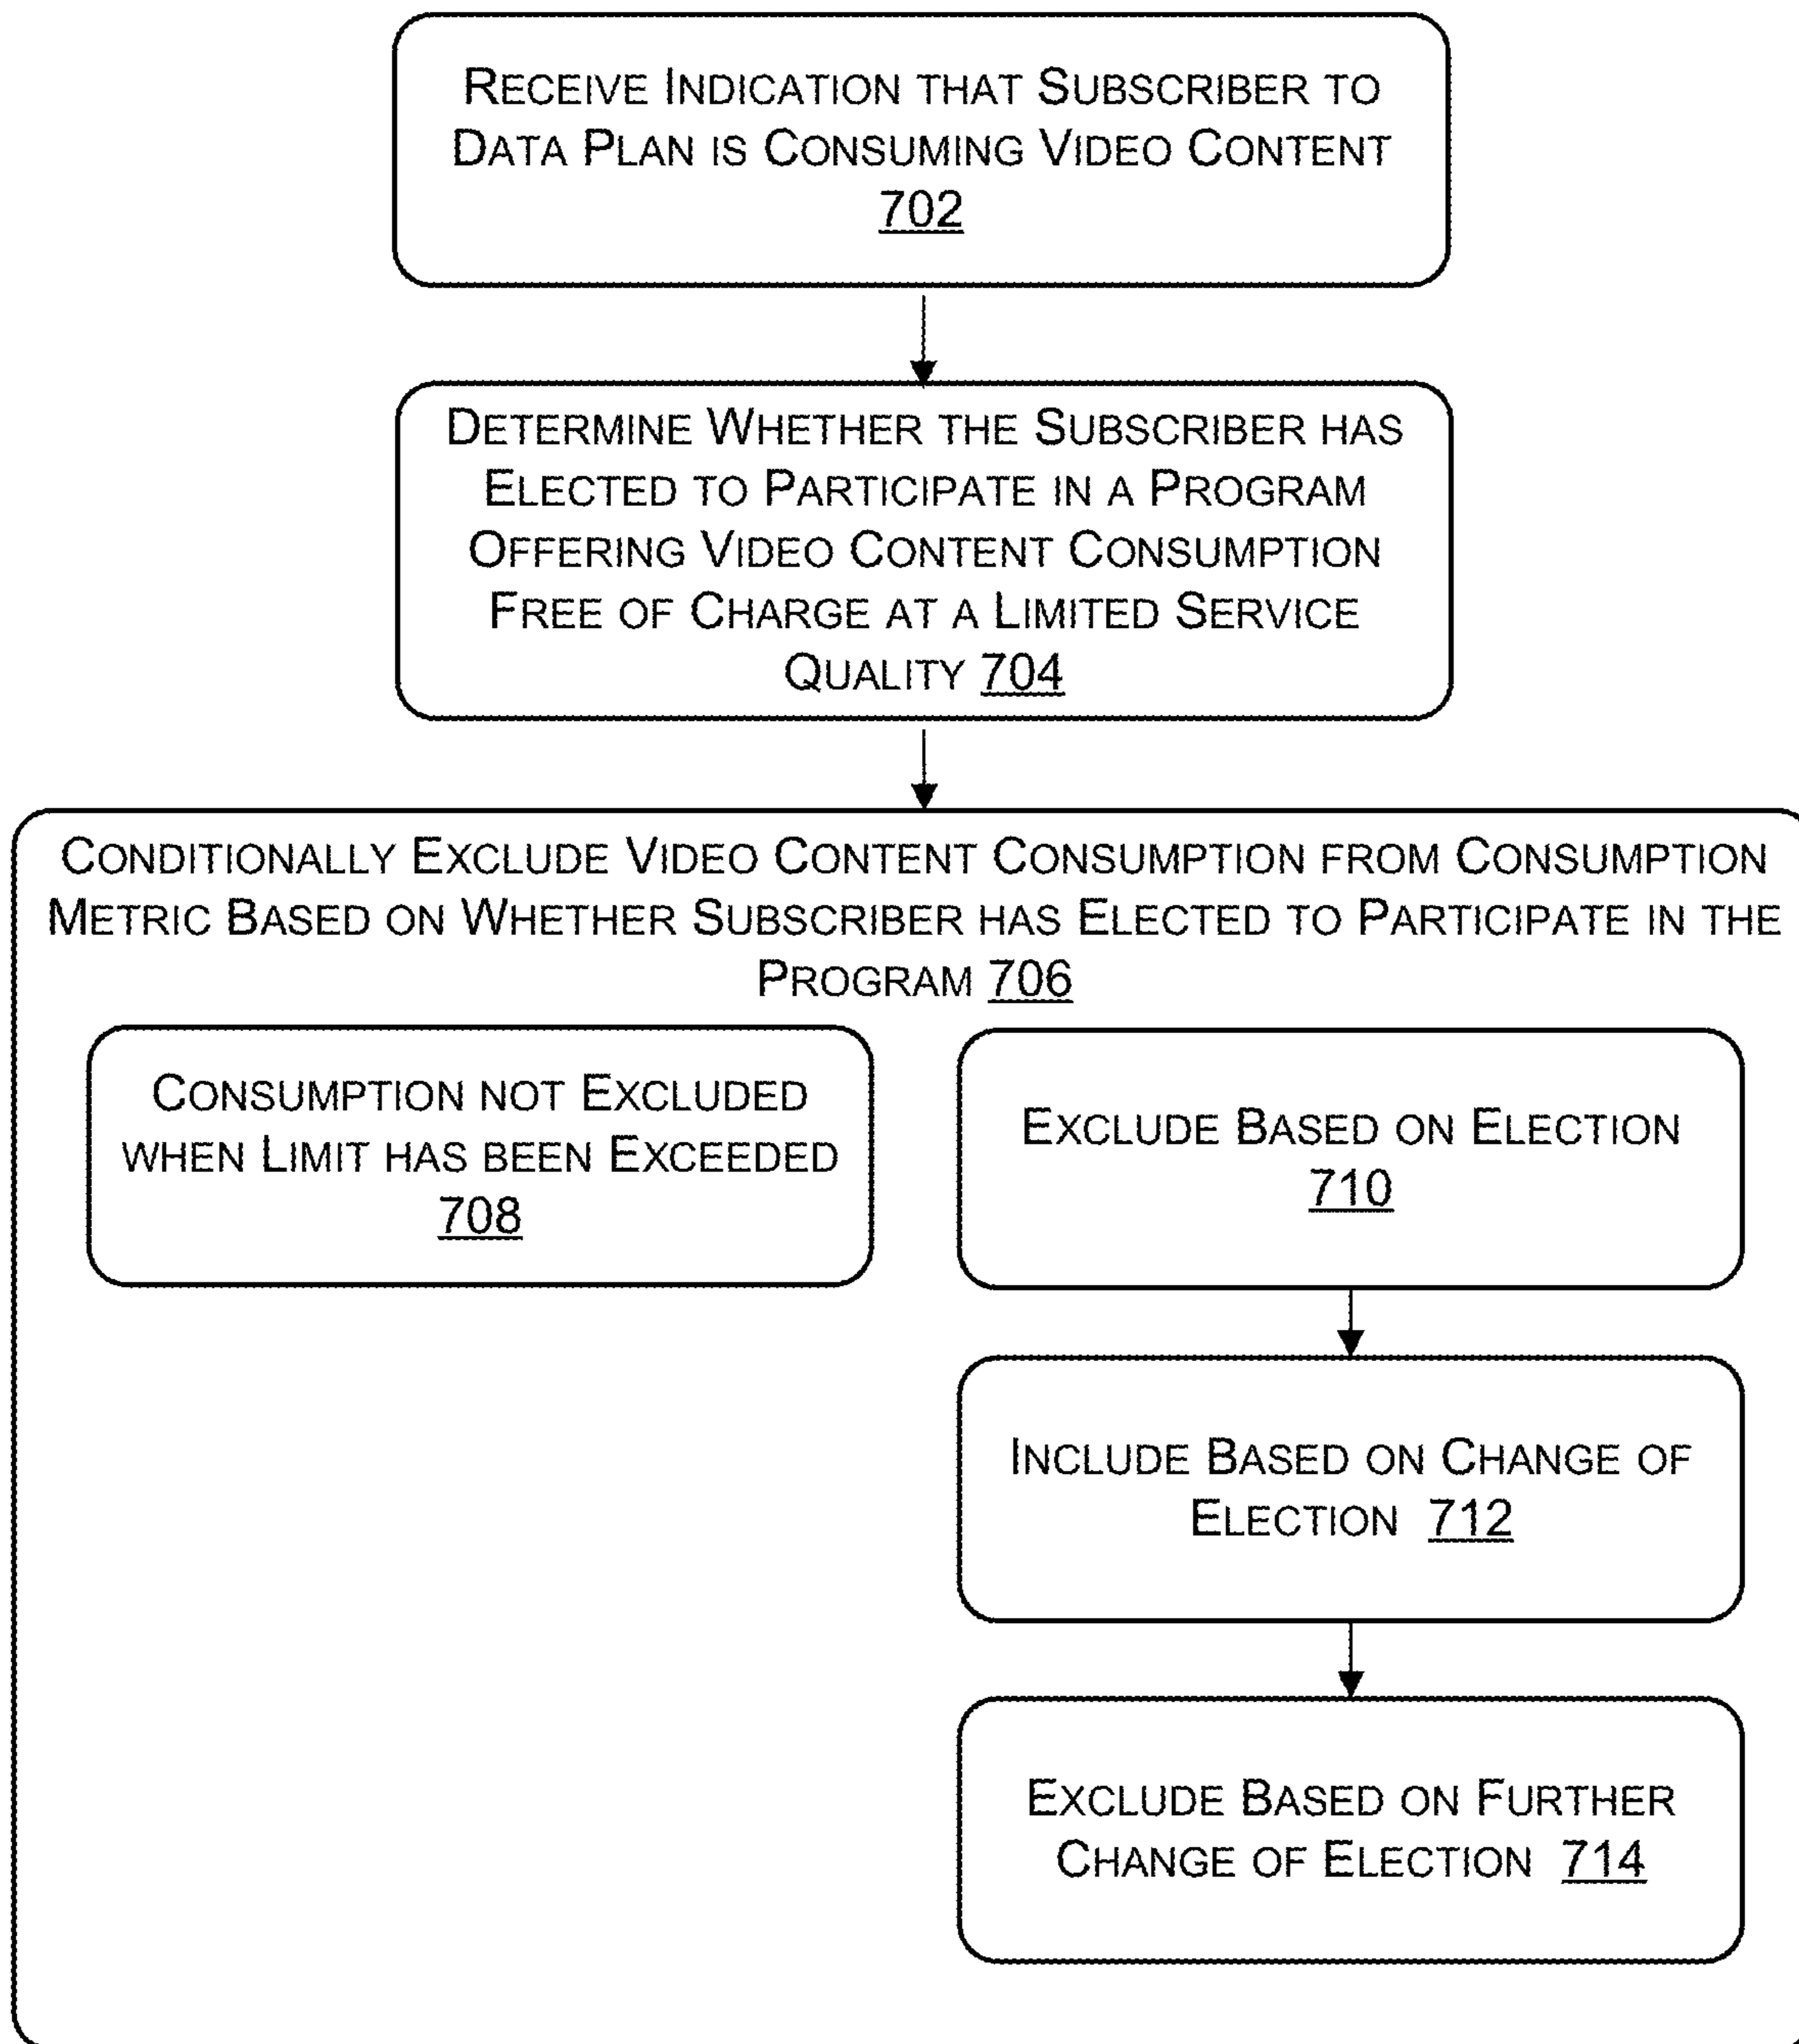 RECEIVE INDICATION THAT SUBSCRIBER TO
DATA PLAN IS CONSUMING VIDEO CONTENT
702
DETERMINE WHETHER THE SUBSCRIBER HAS
ELECTED TO PARTICIPATE IN A PROGRAM
OFFERING VIDEO CONTENT CONSUMPTION
FREE OF CHARGE AT A LIMITED SERVICE
QUALITY 704
CONDITIONALLY EXCLUDE VIDEO CONTENT CONSUMPTION FROM CONSUMPTION
METRIC BASED ON WHETHER SUBSCRIBER HAS ELECTED TO PARTICIPATE IN THE
PROGRAM 706
CONSUMPTION NOT EXCLUDED
WHEN LIMIT HAS BEEN EXCEEDED
708
EXCLUDE BASED ON ELECTION
710
INCLUDE BASED ON CHANGE OF
ELECTION 712
EXCLUDE BASED ON FURTHER
CHANGE OF ELECTION 714